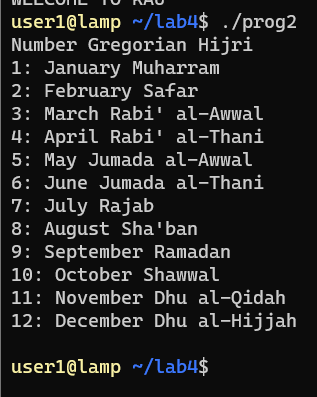 WELCOME TO RAU
user1@lamp ~/lab4$ ./prog2
Number Gregorian Hijri
1: January Muharram
2: February Safar
3: March Rabi' al-Awwal
4: April Rabi' al-Thani
5: May Jumada al-Awwal
6: June Jumada al-Thani
7: July Rajab
8: August Sha'ban
9: September Ramadan
10: October Shawwal
11: November Dhu al-Qidah
12: December Dhu al-Hijjah
user1@lamp ~/lab4$